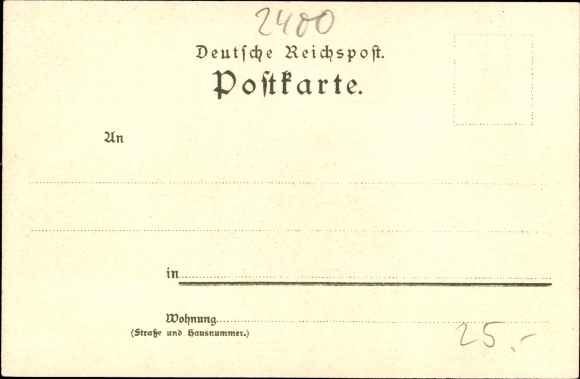 2400
Deutsche Reichspost.
Postkarte.
An
in
Wohnung
(Straße und Hausnummer.)
25.-